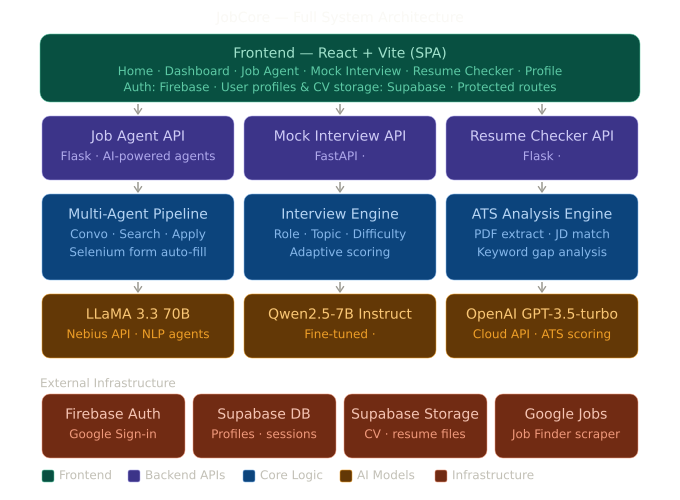 JobCore — Full System Architecture
Frontend — React + Vite (SPA)
Home · Dashboard · Job Agent · Mock Interview · Resume Checker · Profile
Auth: Firebase · User profiles & CV storage: Supabase · Protected routes
Job Agent API
Flask · AI-powered agents
Mock Interview API
FastAPI ·
Resume Checker API
Flask ·
Multi-Agent Pipeline
Convo · Search · Apply
Selenium form auto-fill
Interview Engine
Role · Topic · Difficulty
Adaptive scoring
ATS Analysis Engine
PDF extract · JD match
Keyword gap analysis
LLaMA 3.3 70B
Nebius API · NLP agents
Qwen2.5-7B Instruct
Fine-tuned ·
OpenAI GPT-3.5-turbo
Cloud API · ATS scoring
External Infrastructure
Firebase Auth
Google Sign-in
Supabase DB
Profiles · sessions
Supabase Storage
CV · resume files
Google Jobs
Job Finder scraper
Frontend
Backend APIs
Core Logic
AI Models
Infrastructure